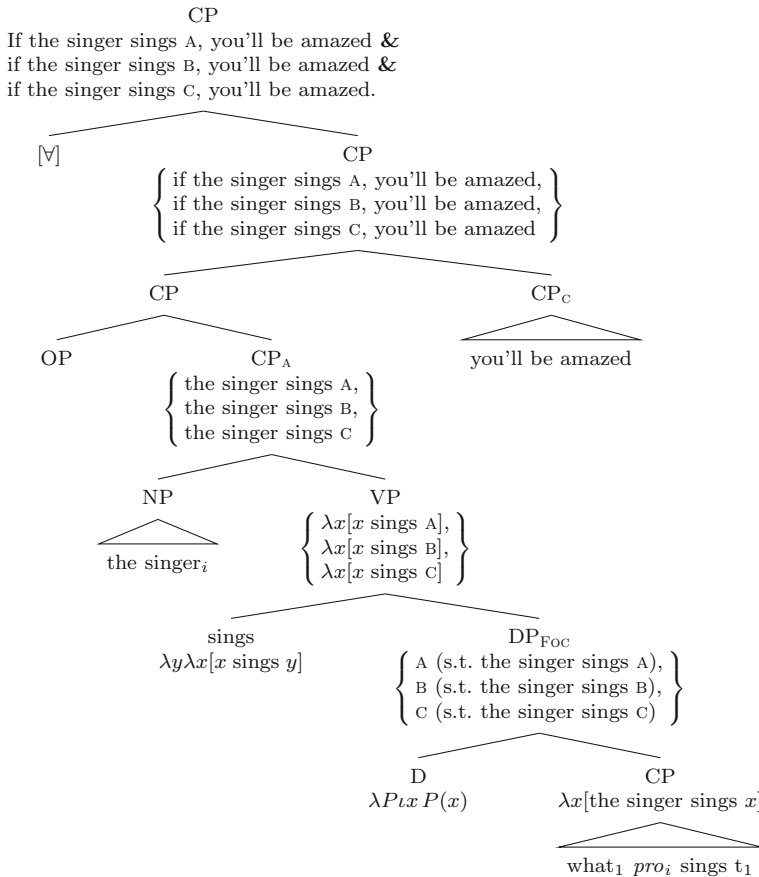 CP
If the singer sings A, you'll be amazed &
if the singer sings B, you'll be amazed &
if the singer sings C, you'll be amazed.
[∀]
CP
{ if the singer sings A, you'll be amazed,
if the singer sings B, you'll be amazed,
if the singer sings C, you'll be amazed }
CP
CP_C
OP
CP_A
you'll be amazed
{ the singer sings A,
the singer sings B,
the singer sings C }
NP
VP
the singer_i
{ λx[x sings A],
λx[x sings B],
λx[x sings C] }
sings
λyλx[x sings y]
DP_Foc
{ A (s.t. the singer sings A),
B (s.t. the singer sings B),
C (s.t. the singer sings C) }
D
λPιx P(x)
CP
λx[the singer sings x]
what₁ pro_i sings t₁